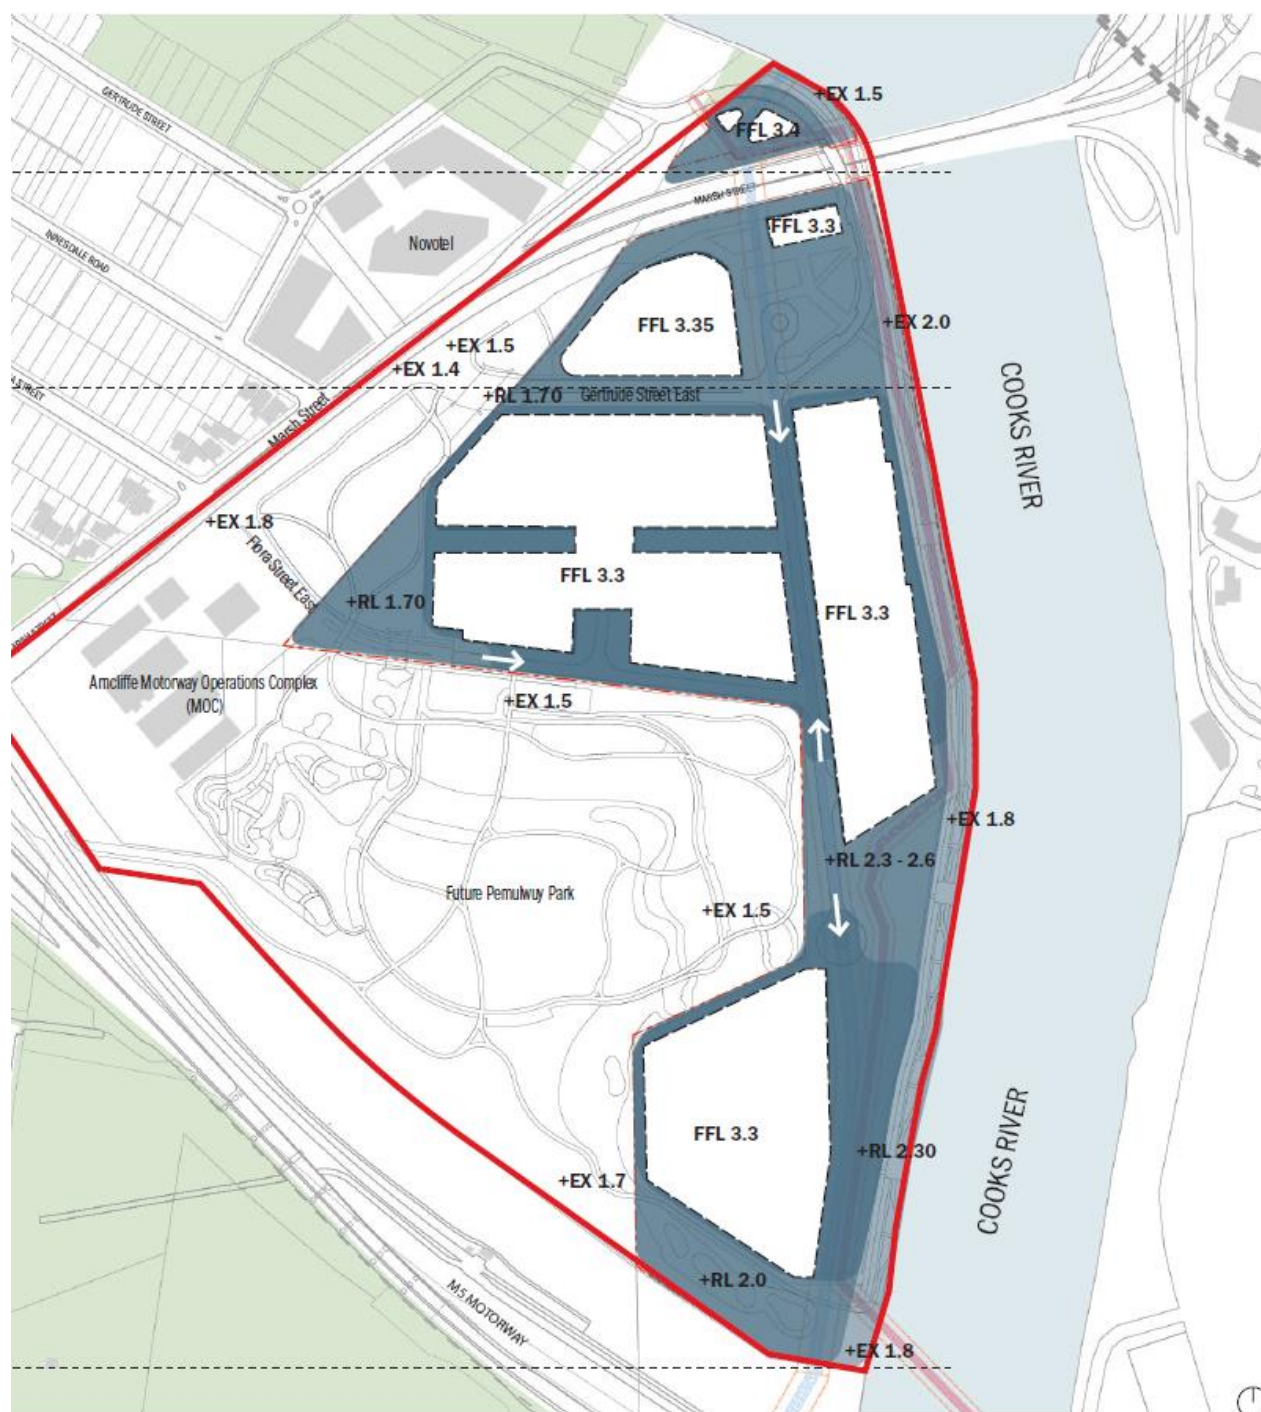 GERTRUDE STREET
+EX 1.5
FFL 3.4
MARSH STREET
INNESDALE ROAD
Novotel
FFL 3.3
FFL 3.35
+EX 2.0
+EX 1.5
+EX 1.4
+RL 1.70
Gertrude Street East
COOKS RIVER
Marsh Street
+EX 1.8
Flora Street East
FFL 3.3
+RL 1.70
FFL 3.3
Arncliffe Motorway Operations Complex
(MOC)
+EX 1.5
+EX 1.8
+RL 2.3 - 2.6
Future Pemulwuy Park
+EX 1.5
FFL 3.3
+RL 2.30
+EX 1.7
COOKS RIVER
+RL 2.0
M5 MOTORWAY
+EX 1.8